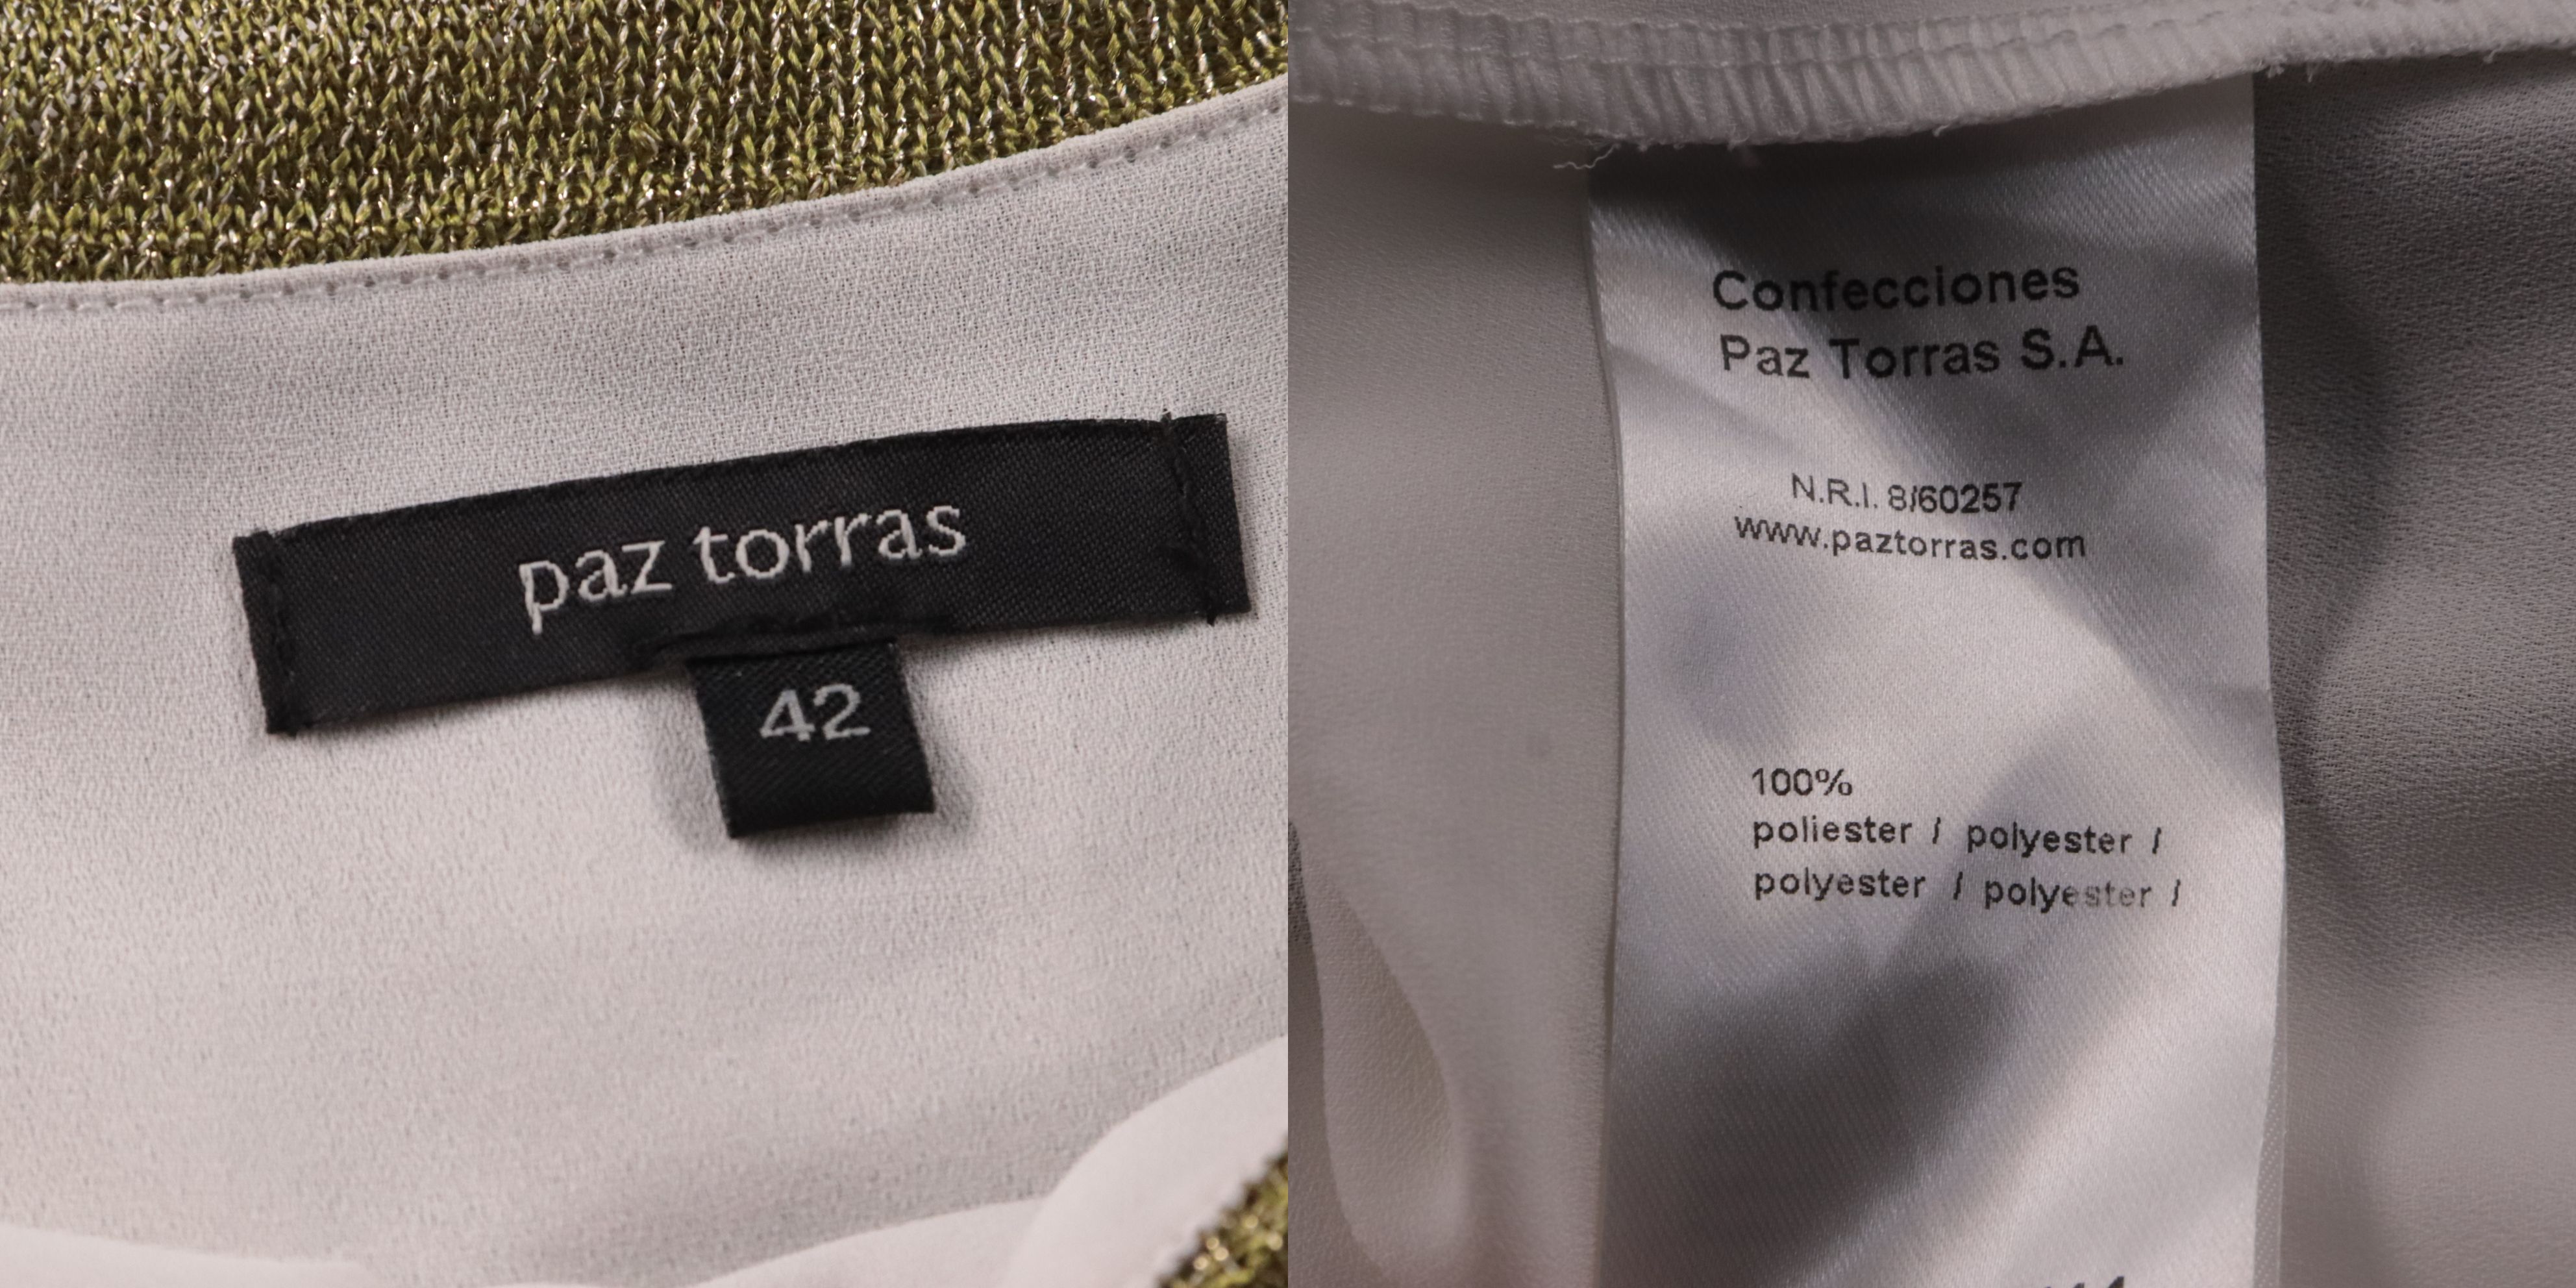 paz torras
42
Confecciones
Paz Torras S.A.
N.R.I. 8/60257
www.paztorras.com
100%
poliester / polyester /
polyester / polyester /